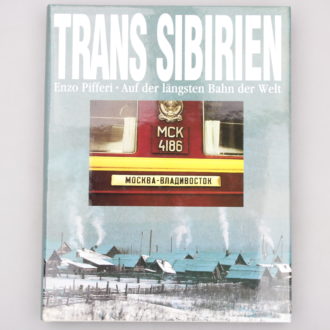 TRANS SIBIRIEN
Enzo Pifferi · Auf der längsten Bahn der Welt
МСК
4186
МОСКВА-ВЛАДИВОСТОК